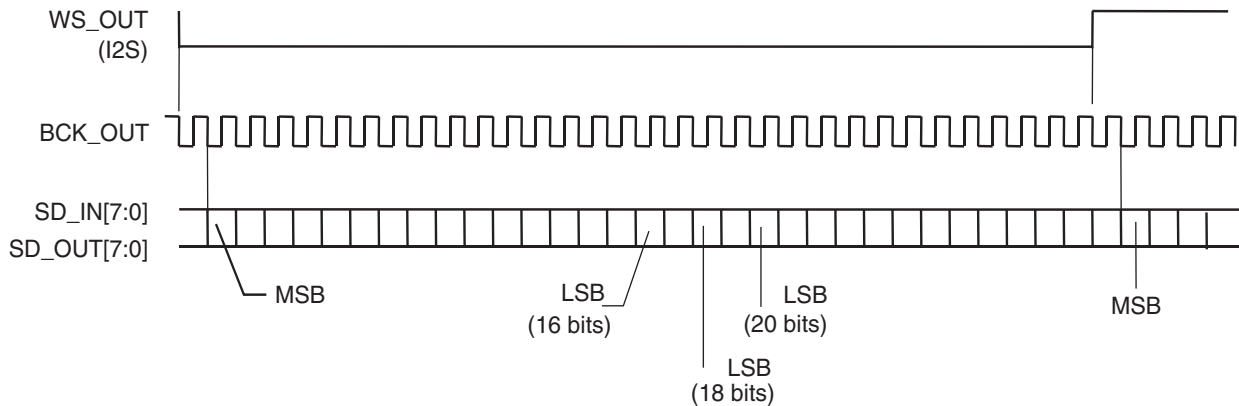 WS_OUT
(I2S)
BCK_OUT
SD_IN[7:0]
SD_OUT[7:0]
MSB
LSB
(16 bits)
LSB
(20 bits)
MSB
LSB
(18 bits)